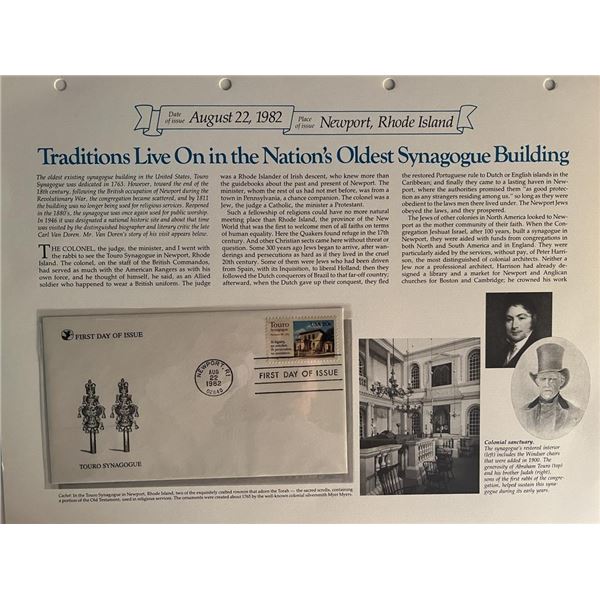 Date
of issue
August 22, 1982
Place
of issue
Newport, Rhode Island
Traditions Live On in the Nation's Oldest Synagogue Building
The oldest existing synagogue building in the United States, Touro
Synagogue was dedicated in 1763. However, toward the end of the
18th century, following the British occupation of Newport during the
Revolutionary War, the congregation became scattered, and by 1811
the building was no longer being used for religious services. Reopened
in the 1880's, the synagogue was once again used for public worship.
In 1946 it was designated a national historic site and about that time
was visited by the distinguished biographer and literary critic the late
Carl Van Doren. Mr. Van Doren's story of his visit appears below.
THE COLONEL, the judge, the minister, and I went with
the rabbi to see the Touro Synagogue in Newport, Rhode
Island. The colonel, on the staff of the British Commandos,
had served as much with the American Rangers as with his
own force, and he thought of himself, he said, as an Allied
soldier who happened to wear a British uniform. The judge
was a Rhode Islander of Irish descent, who knew more than
the guidebooks about the past and present of Newport. The
minister, whom the rest of us had not met before, was from a
town in Pennsylvania, a chance companion. The colonel was a
Jew, the judge a Catholic, the minister a Protestant.
Such a fellowship of religions could have no more natural
meeting place than Rhode Island, the province of the New
World that was the first to welcome men of all faiths on terms
of human equality. Here the Quakers found refuge in the 17th
century. And other Christian sects came here without threat or
question. Some 300 years ago Jews began to arrive, after wan-
derings and persecutions as hard as if they lived in the cruel
20th century. Some of them were Jews who had been driven
from Spain, with its Inquisition, to liberal Holland; then they
followed the Dutch conquerors of Brazil to that far-off country;
afterward, when the Dutch gave up their conquest, they fled
the restored Portuguese rule to Dutch or English islands in the
Caribbean; and finally they came to a lasting haven in New-
port, where the authorities promised them "as good protec-
tion as any strangers residing among us," so long as they were
obedient to the laws men there lived under. The Newport Jews
obeyed the laws, and they prospered.
The Jews of other colonies in North America looked to New-
port as the mother community of their faith. When the Con-
gregation Jeshuat Israel, after 100 years, built a synagogue in
Newport, they were aided with funds from congregations in
both North and South America and in England. They were
particularly aided by the services, without pay, of Peter Harri-
son, the most distinguished of colonial architects. Neither a
Jew nor a professional architect, Harrison had already de-
signed a library and a market for Newport and Anglican
churches for Boston and Cambridge; he crowned his work
FIRST DAY OF ISSUE
Touro
Synagogue
USA 20c
NEWPORT, RI
AUG
22
1982
02840
FIRST DAY OF ISSUE
TOURO SYNAGOGUE
Colonial sanctuary.
The synagogue's restored interior
(left) includes the Windsor chairs
that were added in 1900. The
generosity of Abraham Touro (top)
and his brother Judah (right),
sons of the first rabbi of the congre-
gation, helped sustain this syna-
gogue during its early years.
Cachet: In the Touro Synagogue in Newport, Rhode Island, two of the exquisitely crafted rimonim that adorn the Torah — the sacred scrolls, containing
a portion of the Old Testament, used in religious services. The ornaments were created about 1765 by the well-known colonial silversmith Myer Myers.